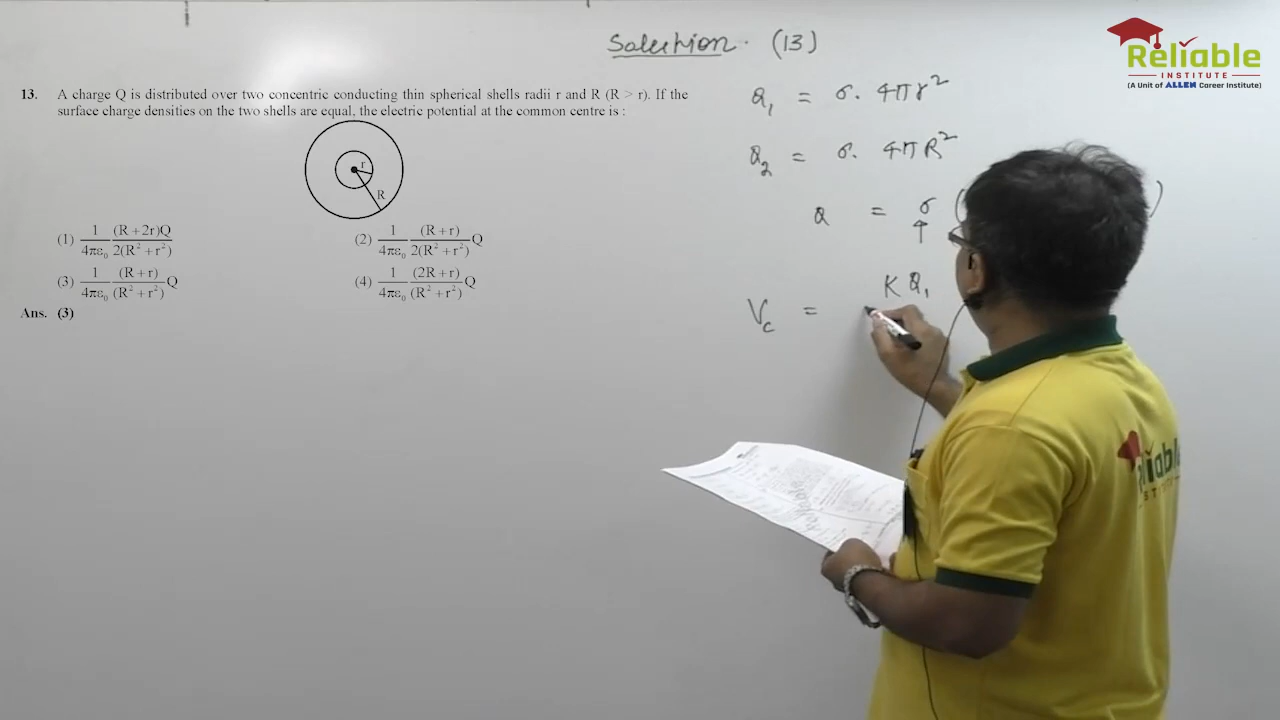 Solution. (13)
Reliable
INSTITUTE
(A Unit of ALLEN Career Institute)
13. A charge Q is distributed over two concentric conducting thin spherical shells radii r and R (R > r). If the
surface charge densities on the two shells are equal, the electric potential at the common centre is :
r
R
(1) 1/4πε₀ (R+2r)Q/2(R²+r²)
(2) 1/4πε₀ (R+r)/2(R²+r²) Q
(3) 1/4πε₀ (R+r)/(R²+r²) Q
(4) 1/4πε₀ (2R+r)/(R²+r²) Q
Ans. (3)
Q₁ = σ. 4πr²
Q₂ = σ. 4πR²
Q = σ ( )
↑
V_c = KQ₁
Reliable